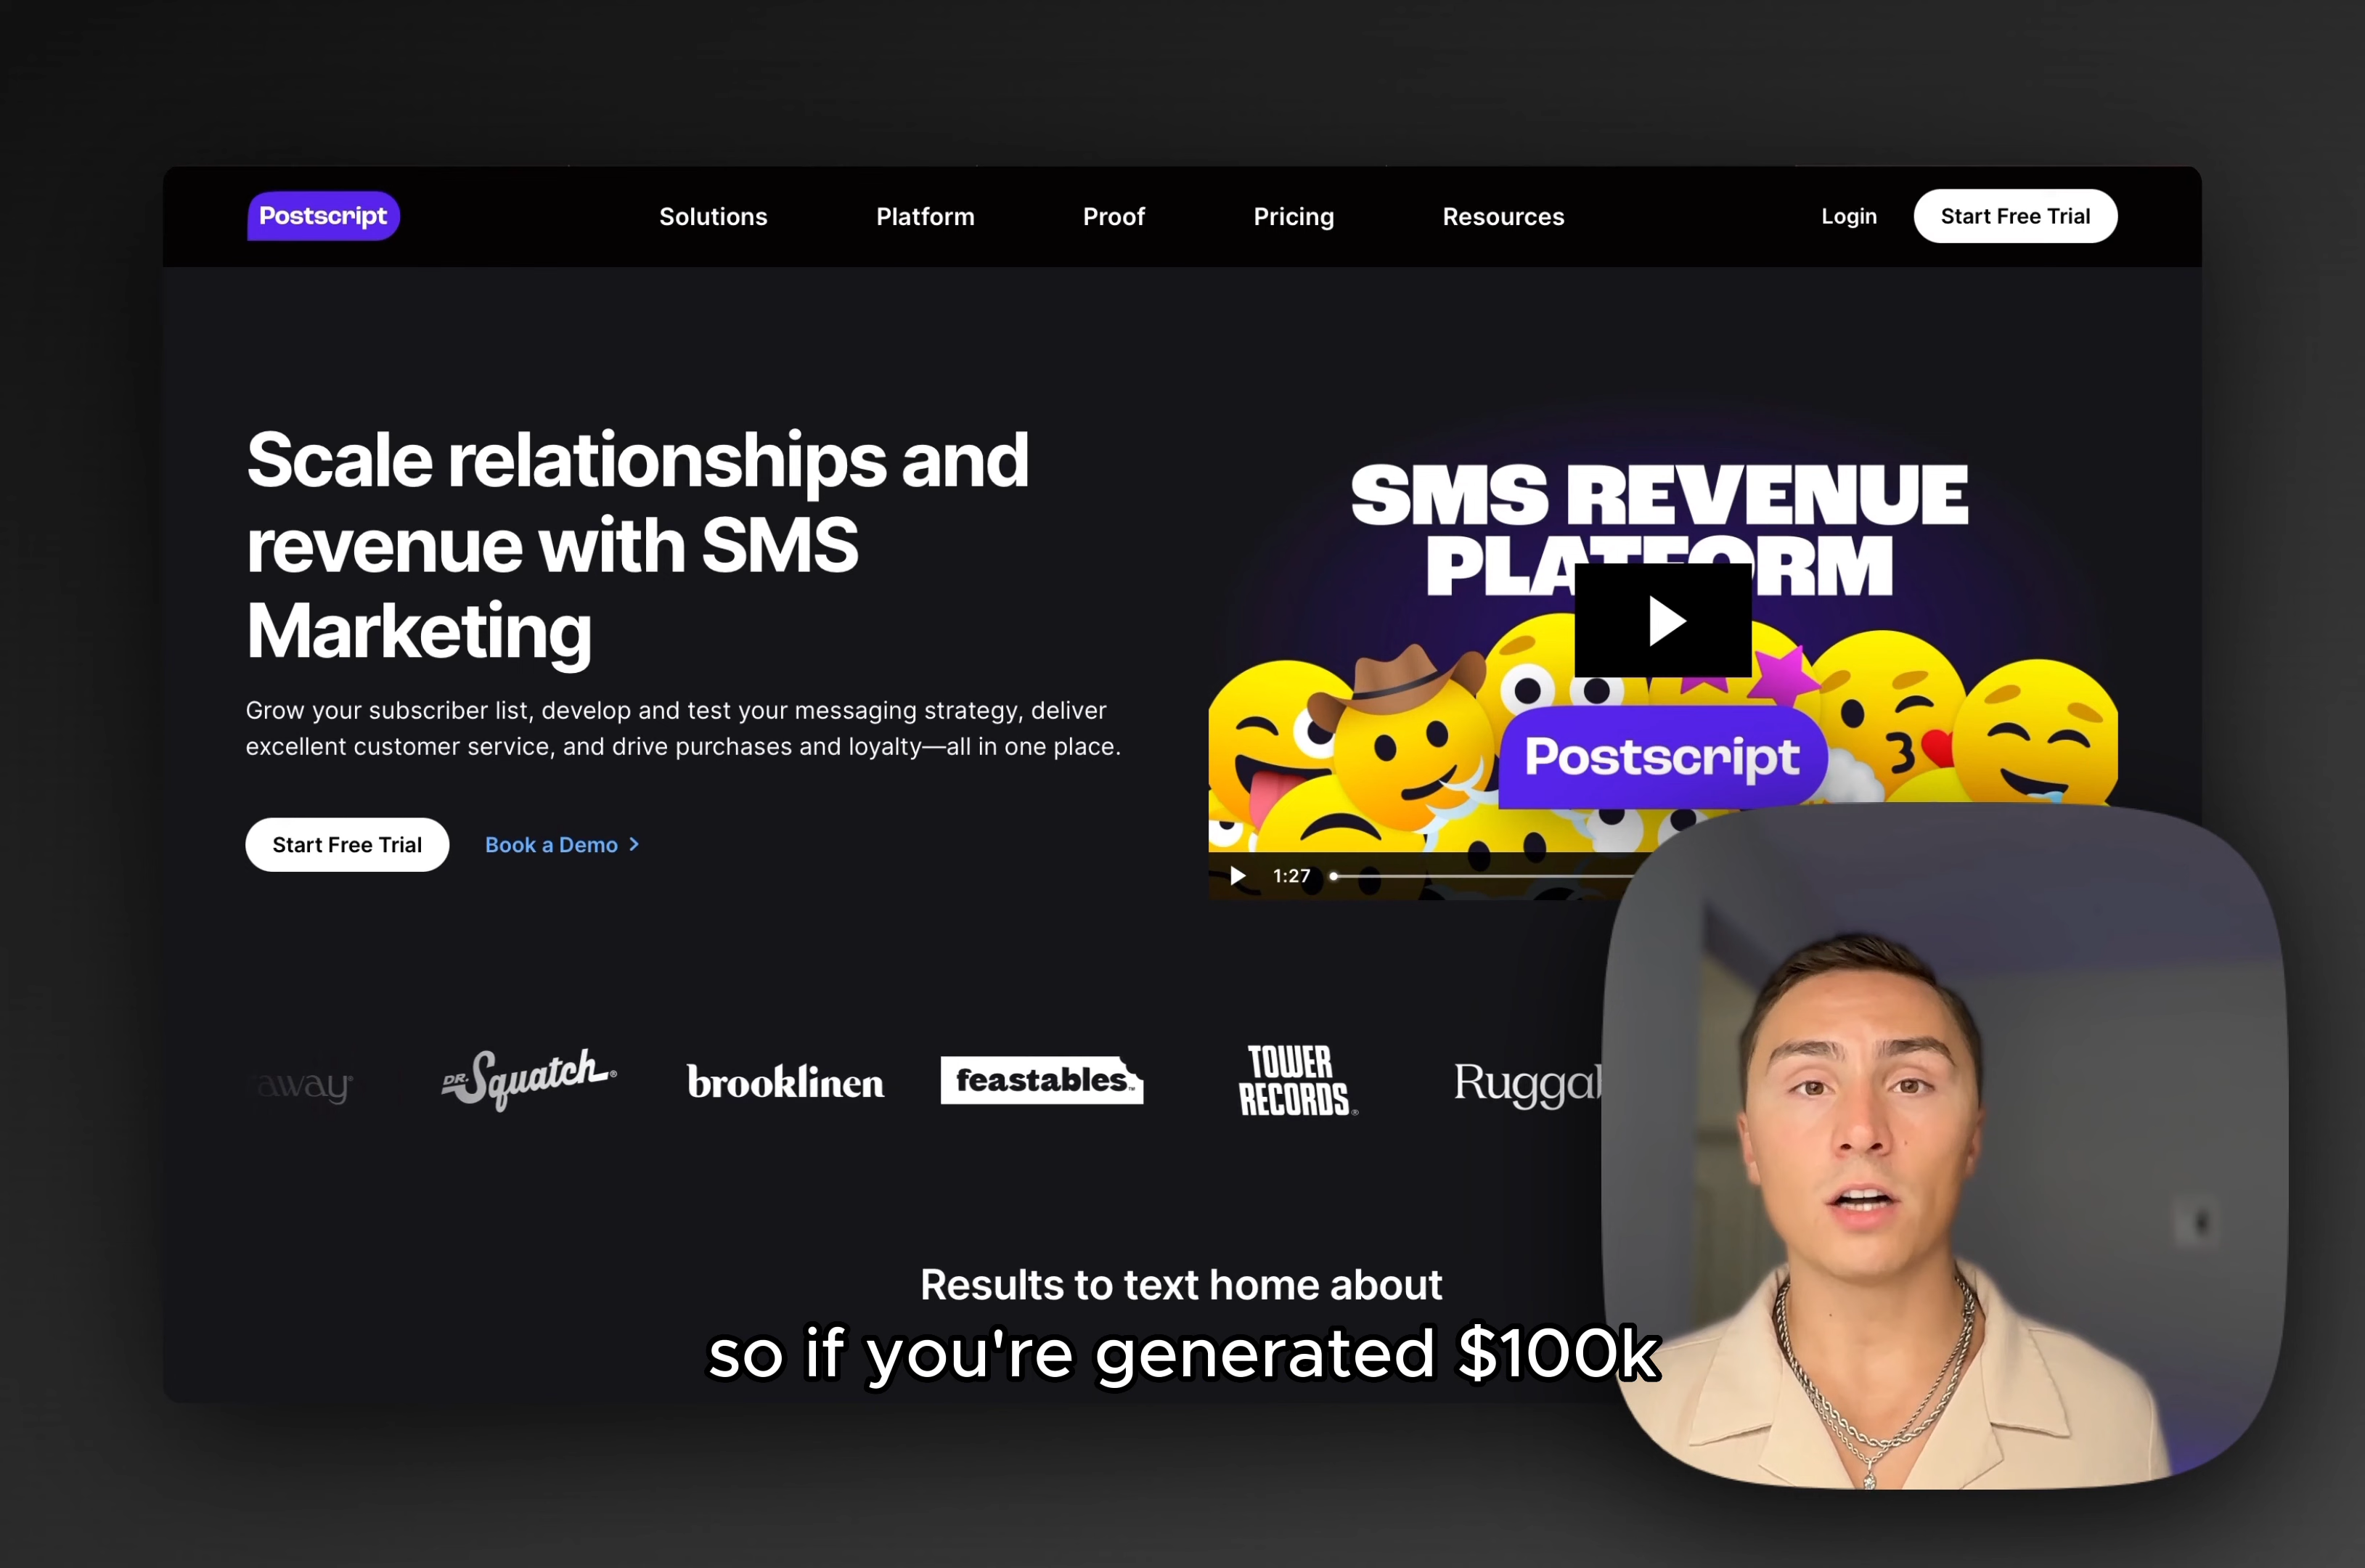 Postscript
Solutions
Platform
Proof
Pricing
Resources
Login
Start Free Trial
Scale relationships and
revenue with SMS
Marketing
Grow your subscriber list, develop and test your messaging strategy, deliver
excellent customer service, and drive purchases and loyalty—all in one place.
Start Free Trial
Book a Demo
SMS REVENUE
PLATFORM
Postscript
1:27
DR. Squatch®
brooklinen
feastables™
TOWER
RECORDS®
Results to text home about
so if you're generated $100k